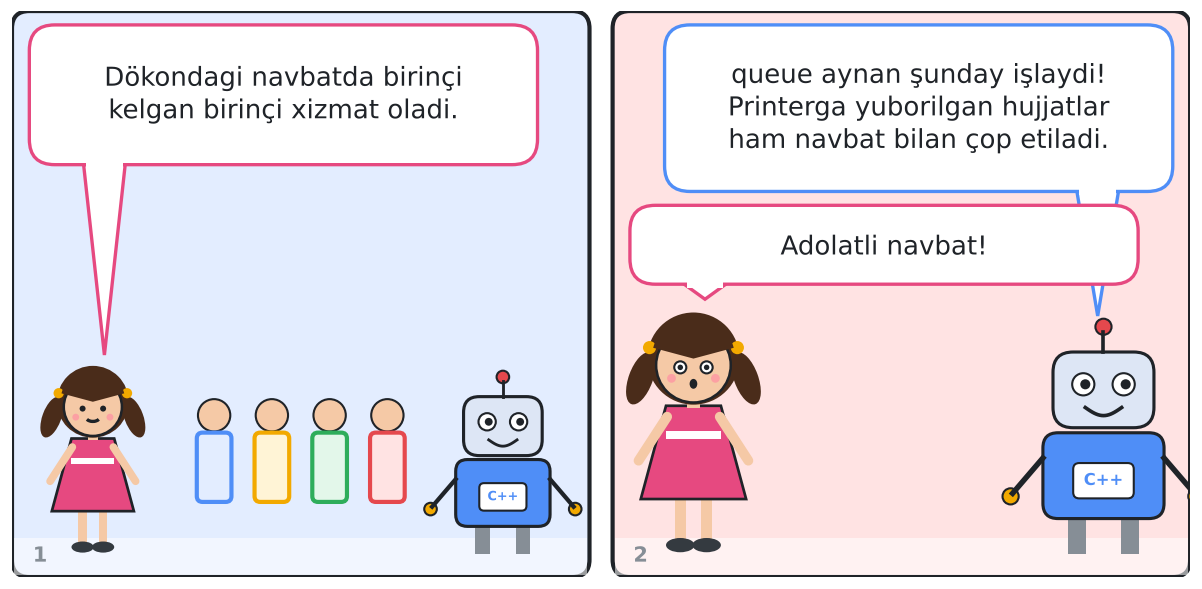 Dökondagi navbatda birinçi
kelgan birinçi xizmat oladi.
C++
1
queue aynan şunday işlaydi!
Printerga yuborilgan hujjatlar
ham navbat bilan çop etiladi.
Adolatli navbat!
C++
2